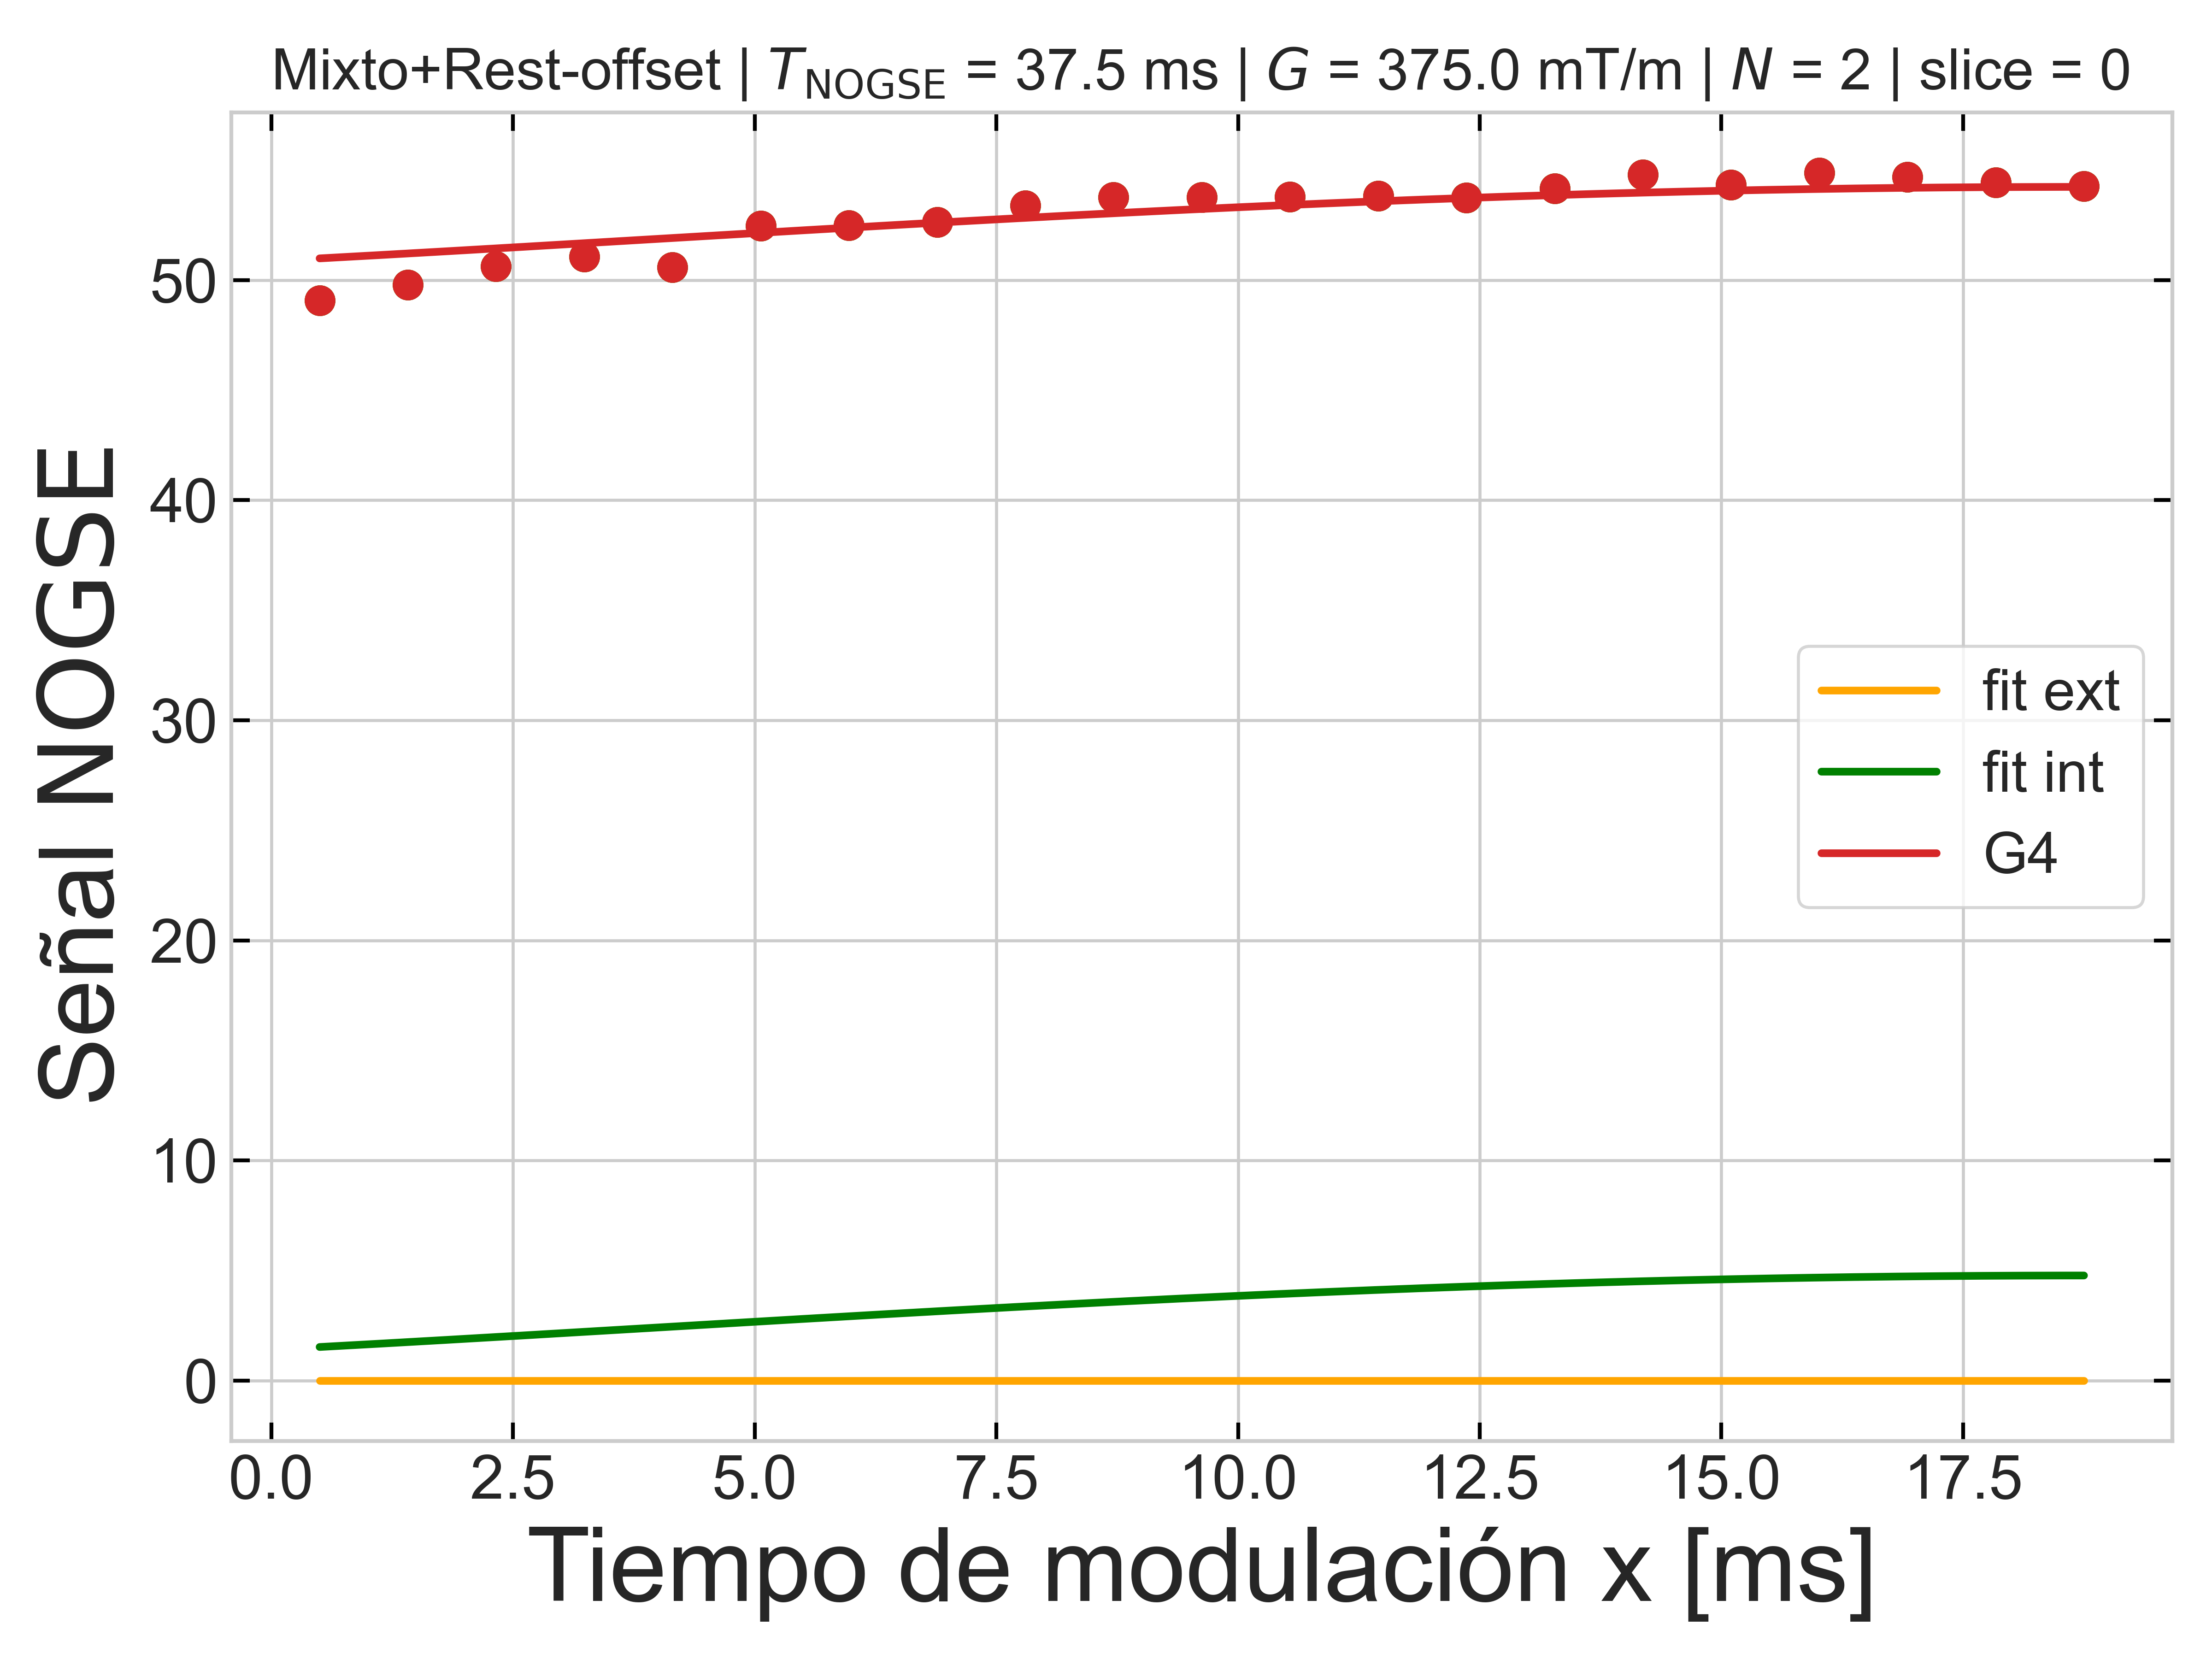 Mixto+Rest-offset | T_NOGSE = 37.5 ms | G = 375.0 mT/m | N = 2 | slice = 0
Señal NOGSE
50
40
30
20
10
0
fit ext
fit int
G4
0.0 2.5 5.0 7.5 10.0 12.5 15.0 17.5
Tiempo de modulación x [ms]